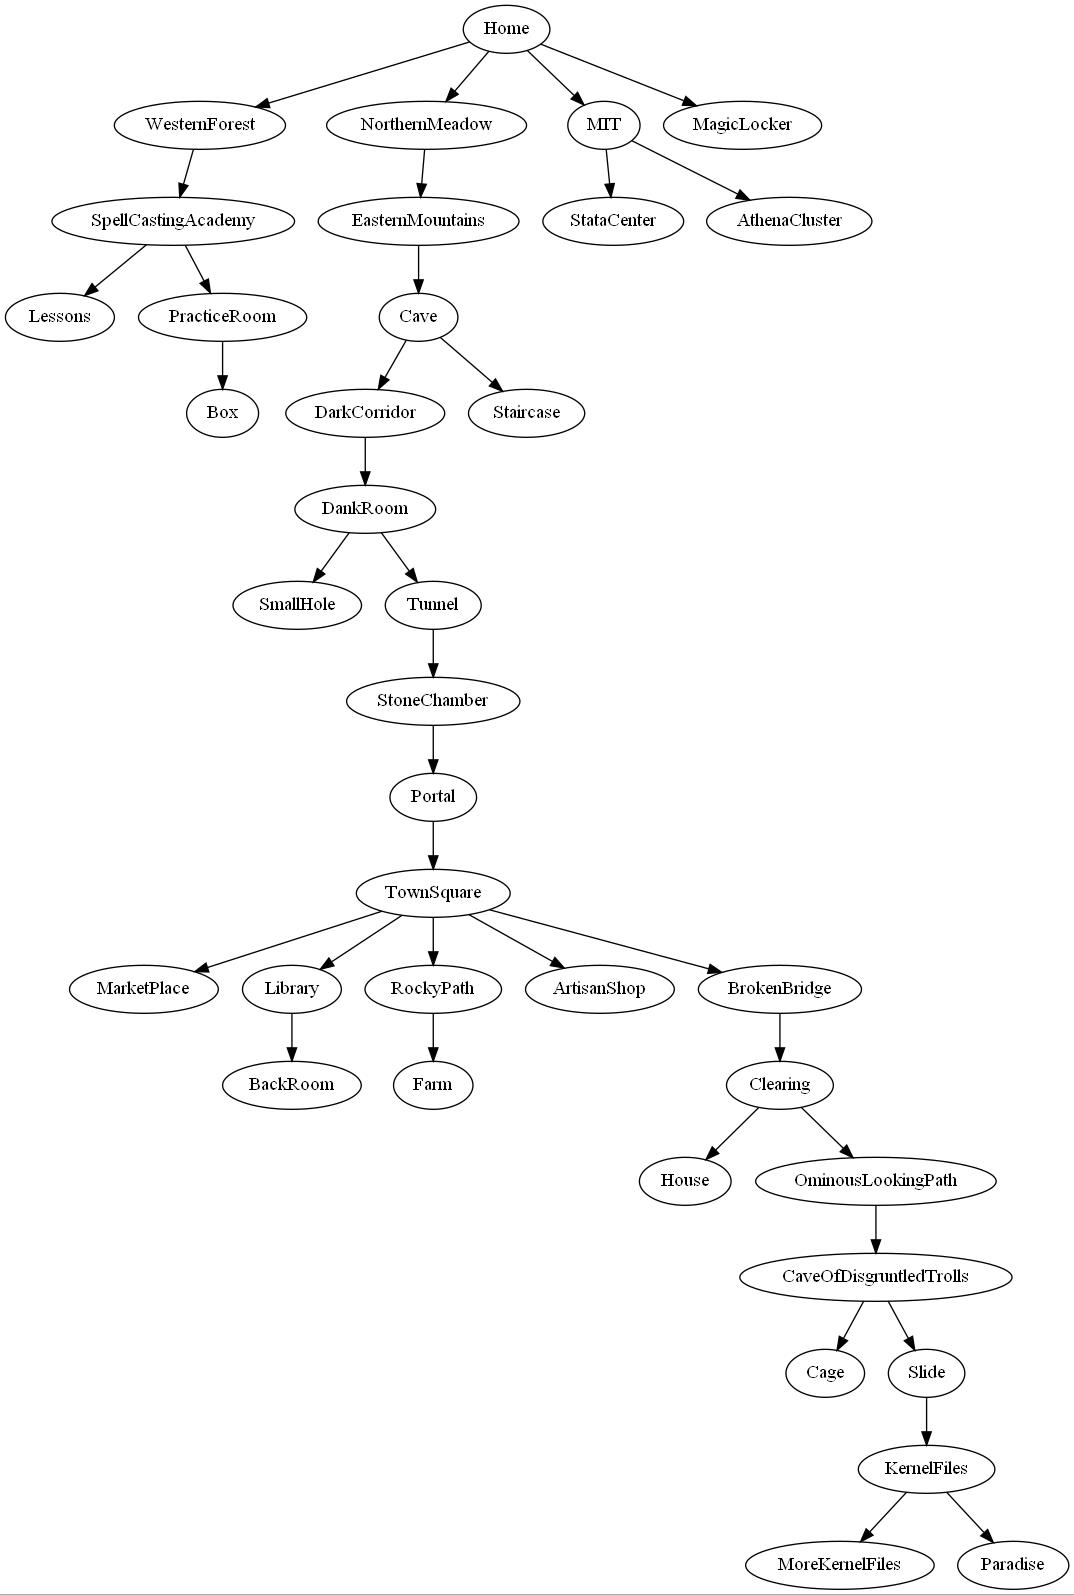 Home
WesternForest
NorthernMeadow
MIT
MagicLocker
SpellCastingAcademy
EasternMountains
StataCenter
AthenaCluster
Lessons
PracticeRoom
Cave
Box
DarkCorridor
Staircase
DankRoom
SmallHole
Tunnel
StoneChamber
Portal
TownSquare
MarketPlace
Library
RockyPath
ArtisanShop
BrokenBridge
BackRoom
Farm
Clearing
House
OminousLookingPath
CaveOfDisgruntledTrolls
Cage
Slide
KernelFiles
MoreKernelFiles
Paradise